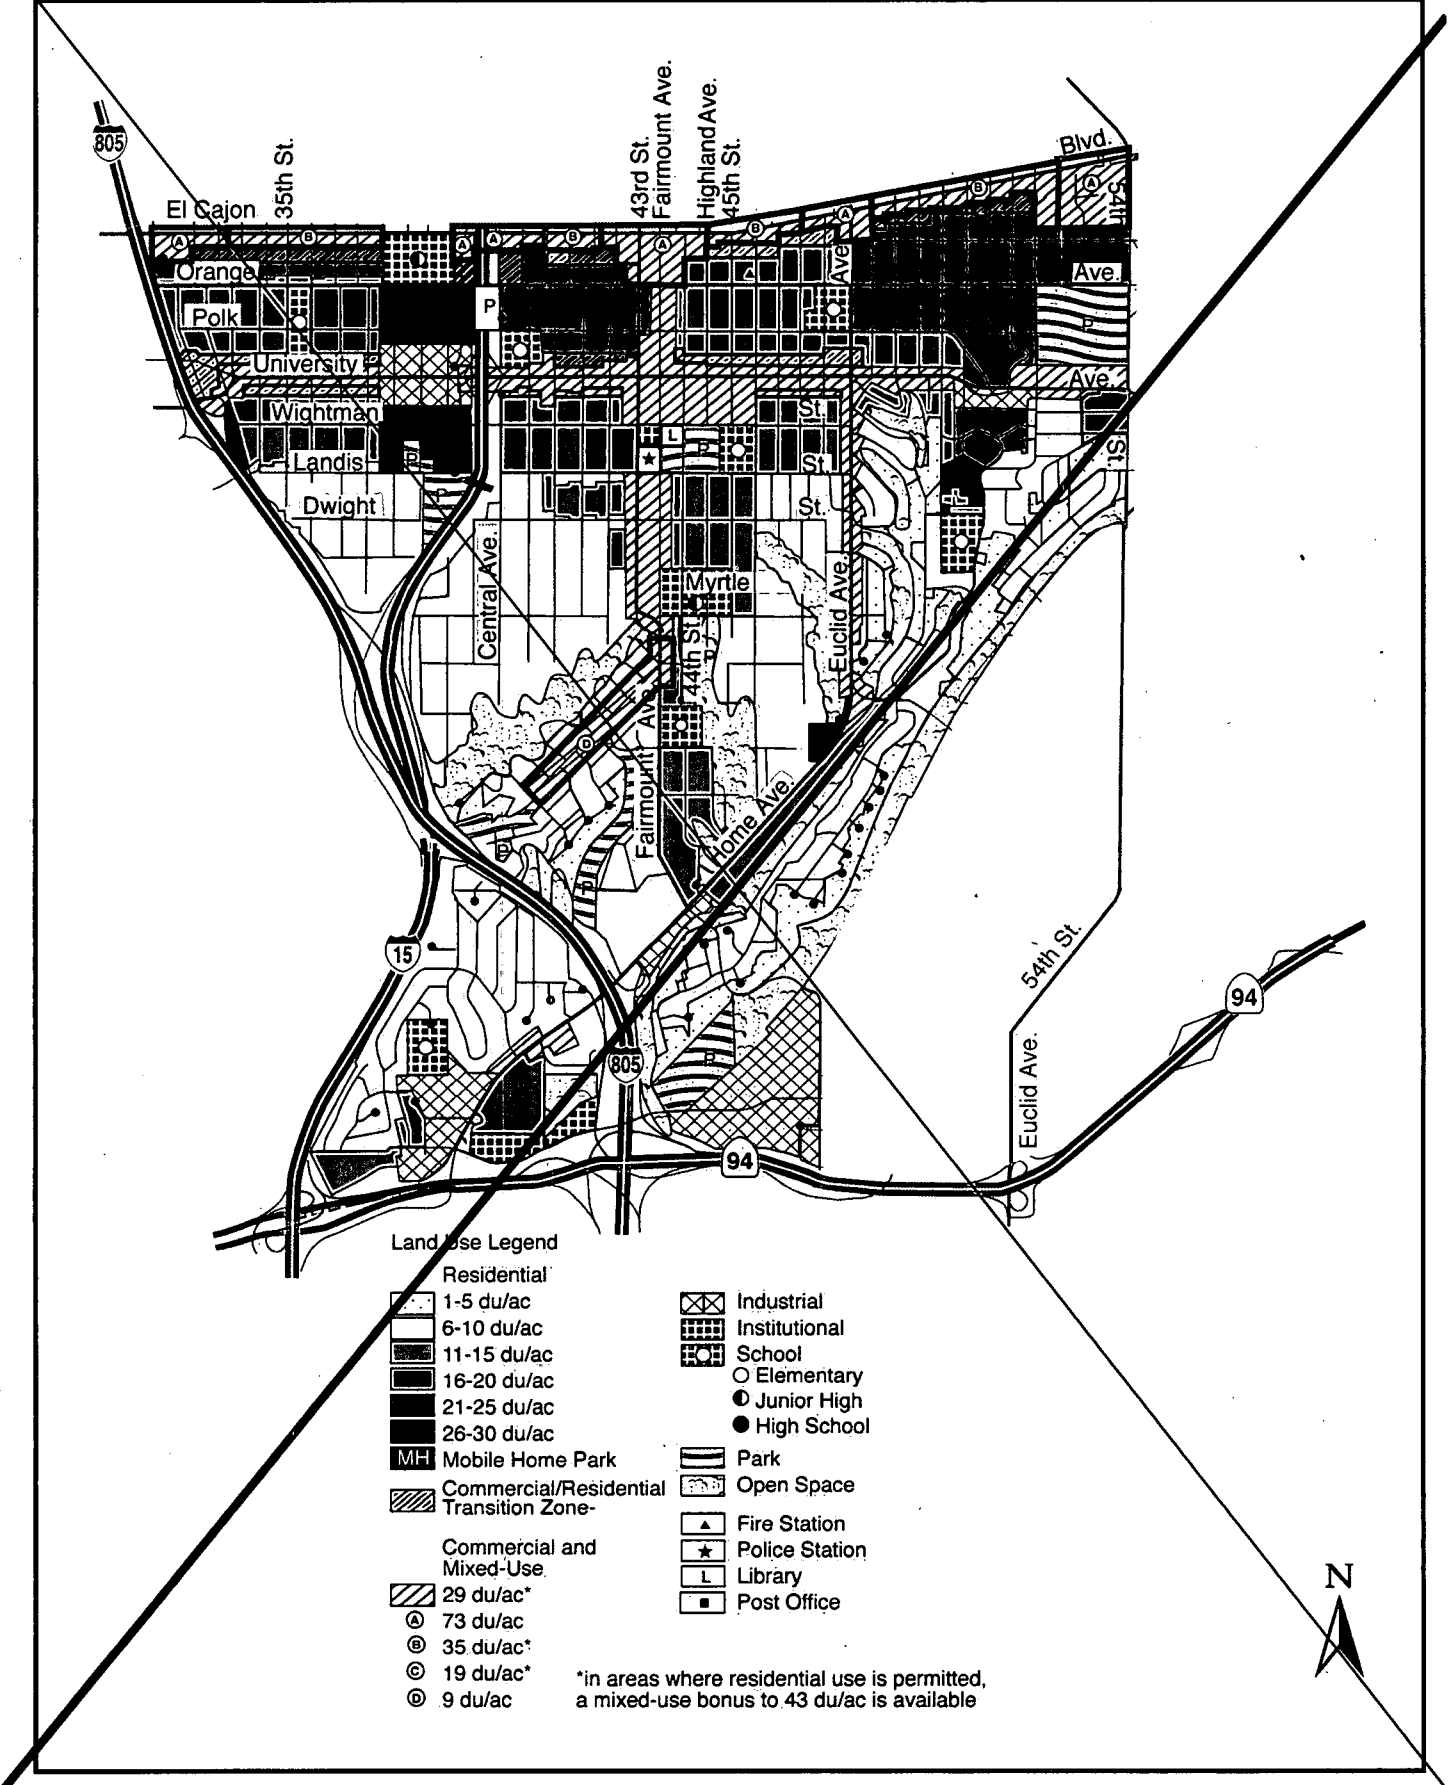 43rd St.
Fairmount Ave.
Highland Ave.
45th St.
35th St.
805
Blvd.
El Cajon
A
B
A
A
B
A
B
A
B
A
54th
Orange
Ave.
Ave.
P
P
Polk
University
Ave.
Wightman
St.
L
P
P
Landis
St.
St.
P
Dwight
St.
Central Ave.
Myrtle
Euclid Ave.
44th St.
P
D
Fairmount Ave.
Home Ave.
P
P
15
54th St.
94
P
805
Euclid Ave.
94
Land Use Legend
Residential
1-5 du/ac
6-10 du/ac
11-15 du/ac
16-20 du/ac
21-25 du/ac
26-30 du/ac
MH Mobile Home Park
Commercial/Residential
Transition Zone-
Commercial and
Mixed-Use
29 du/ac*
A 73 du/ac
B 35 du/ac*
C 19 du/ac*
D 9 du/ac
Industrial
Institutional
School
Elementary
Junior High
High School
Park
Open Space
Fire Station
Police Station
L Library
Post Office
*in areas where residential use is permitted,
a mixed-use bonus to 43 du/ac is available
N